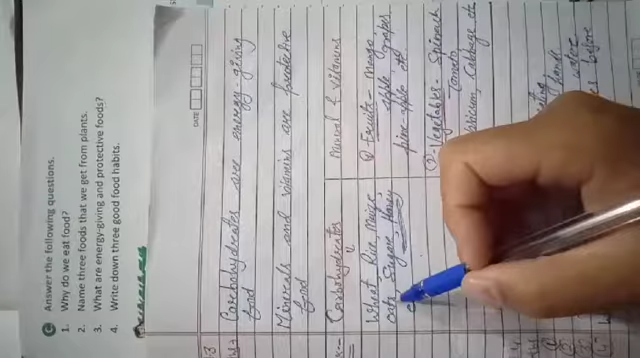 C Answer the following questions.
1. Why do we eat food?
2. Name three foods that we get from plants.
3. What are energy-giving and protective foods?
4. Write down three good food habits.
DATE
3
Carbohydrates are energy-giving
food
Minerals and vitamins are protective
food
Carbohydrates
Wheat Rice Maize
oats Sugar honey
Mineral & vitamins
① Fruits - Mango
apple grapes
pine-apple etc
② Vegetables - Spinach
Tomato
Cabbage etc
before